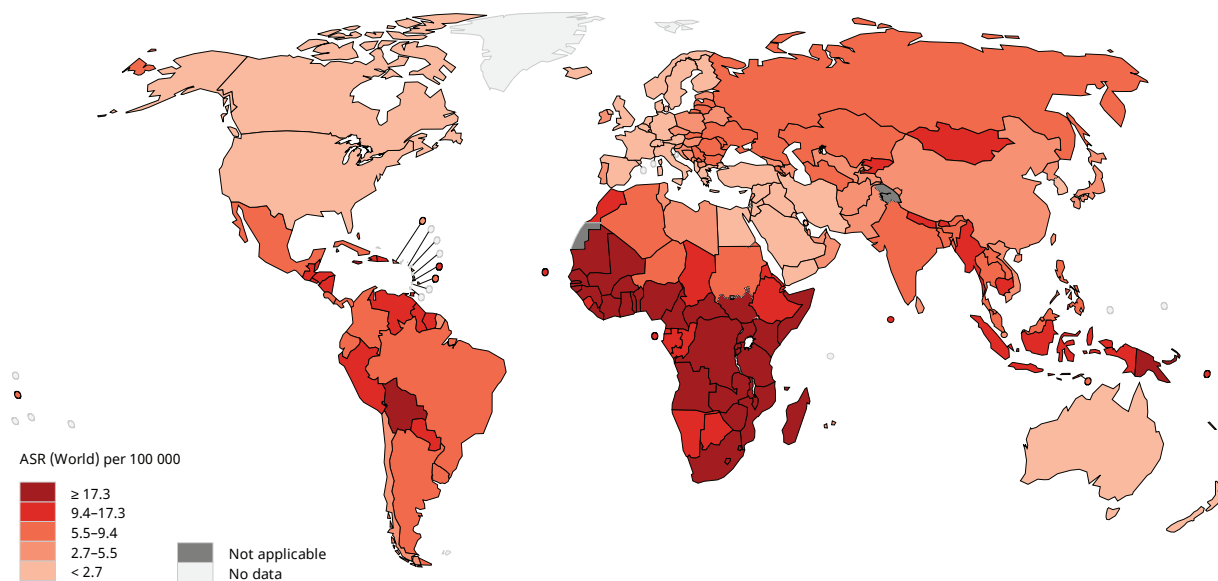 ASR (World) per 100 000
≥ 17.3
9.4–17.3
5.5–9.4
2.7–5.5
< 2.7
Not applicable
No data